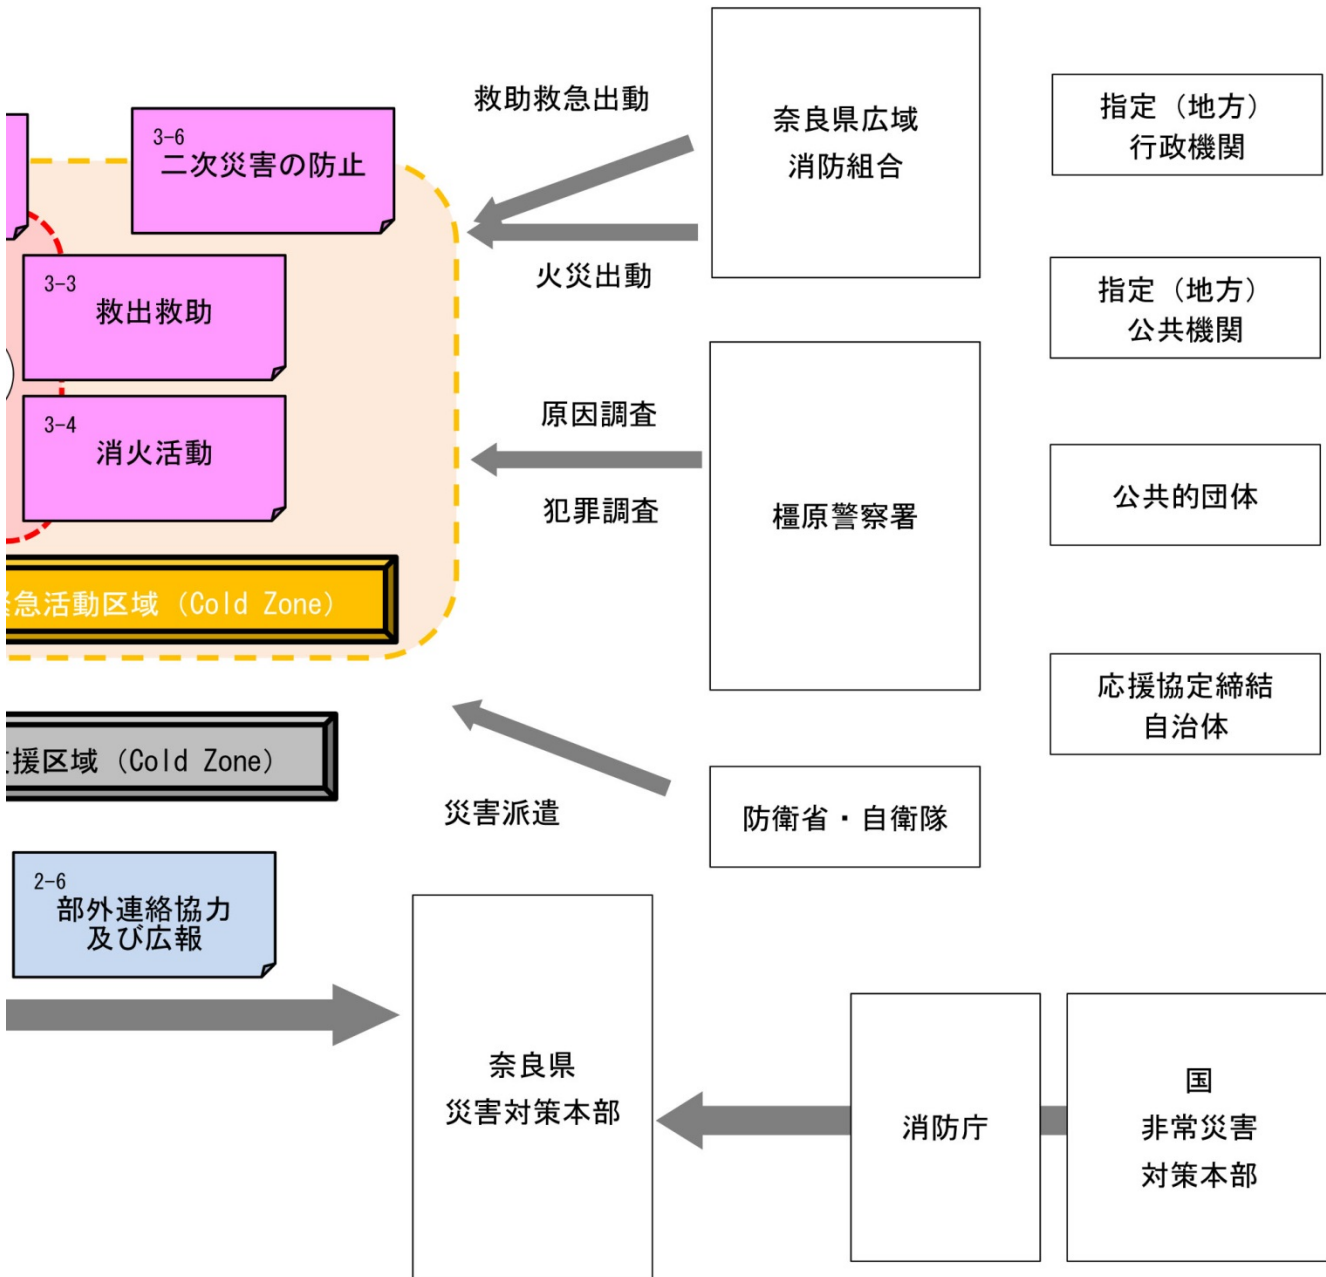 救助救急出動
奈良県広域
消防組合
指定（地方）
行政機関
3-6
二次災害の防止
火災出動
指定（地方）
公共機関
3-3
救出救助
原因調査
3-4
消火活動
犯罪調査
橿原警察署
公共的団体
急活動区域（Cold Zone）
応援協定締結
自治体
援区域（Cold Zone）
災害派遣
防衛省・自衛隊
2-6
部外連絡協力
及び広報
奈良県
災害対策本部
消防庁
国
非常災害
対策本部